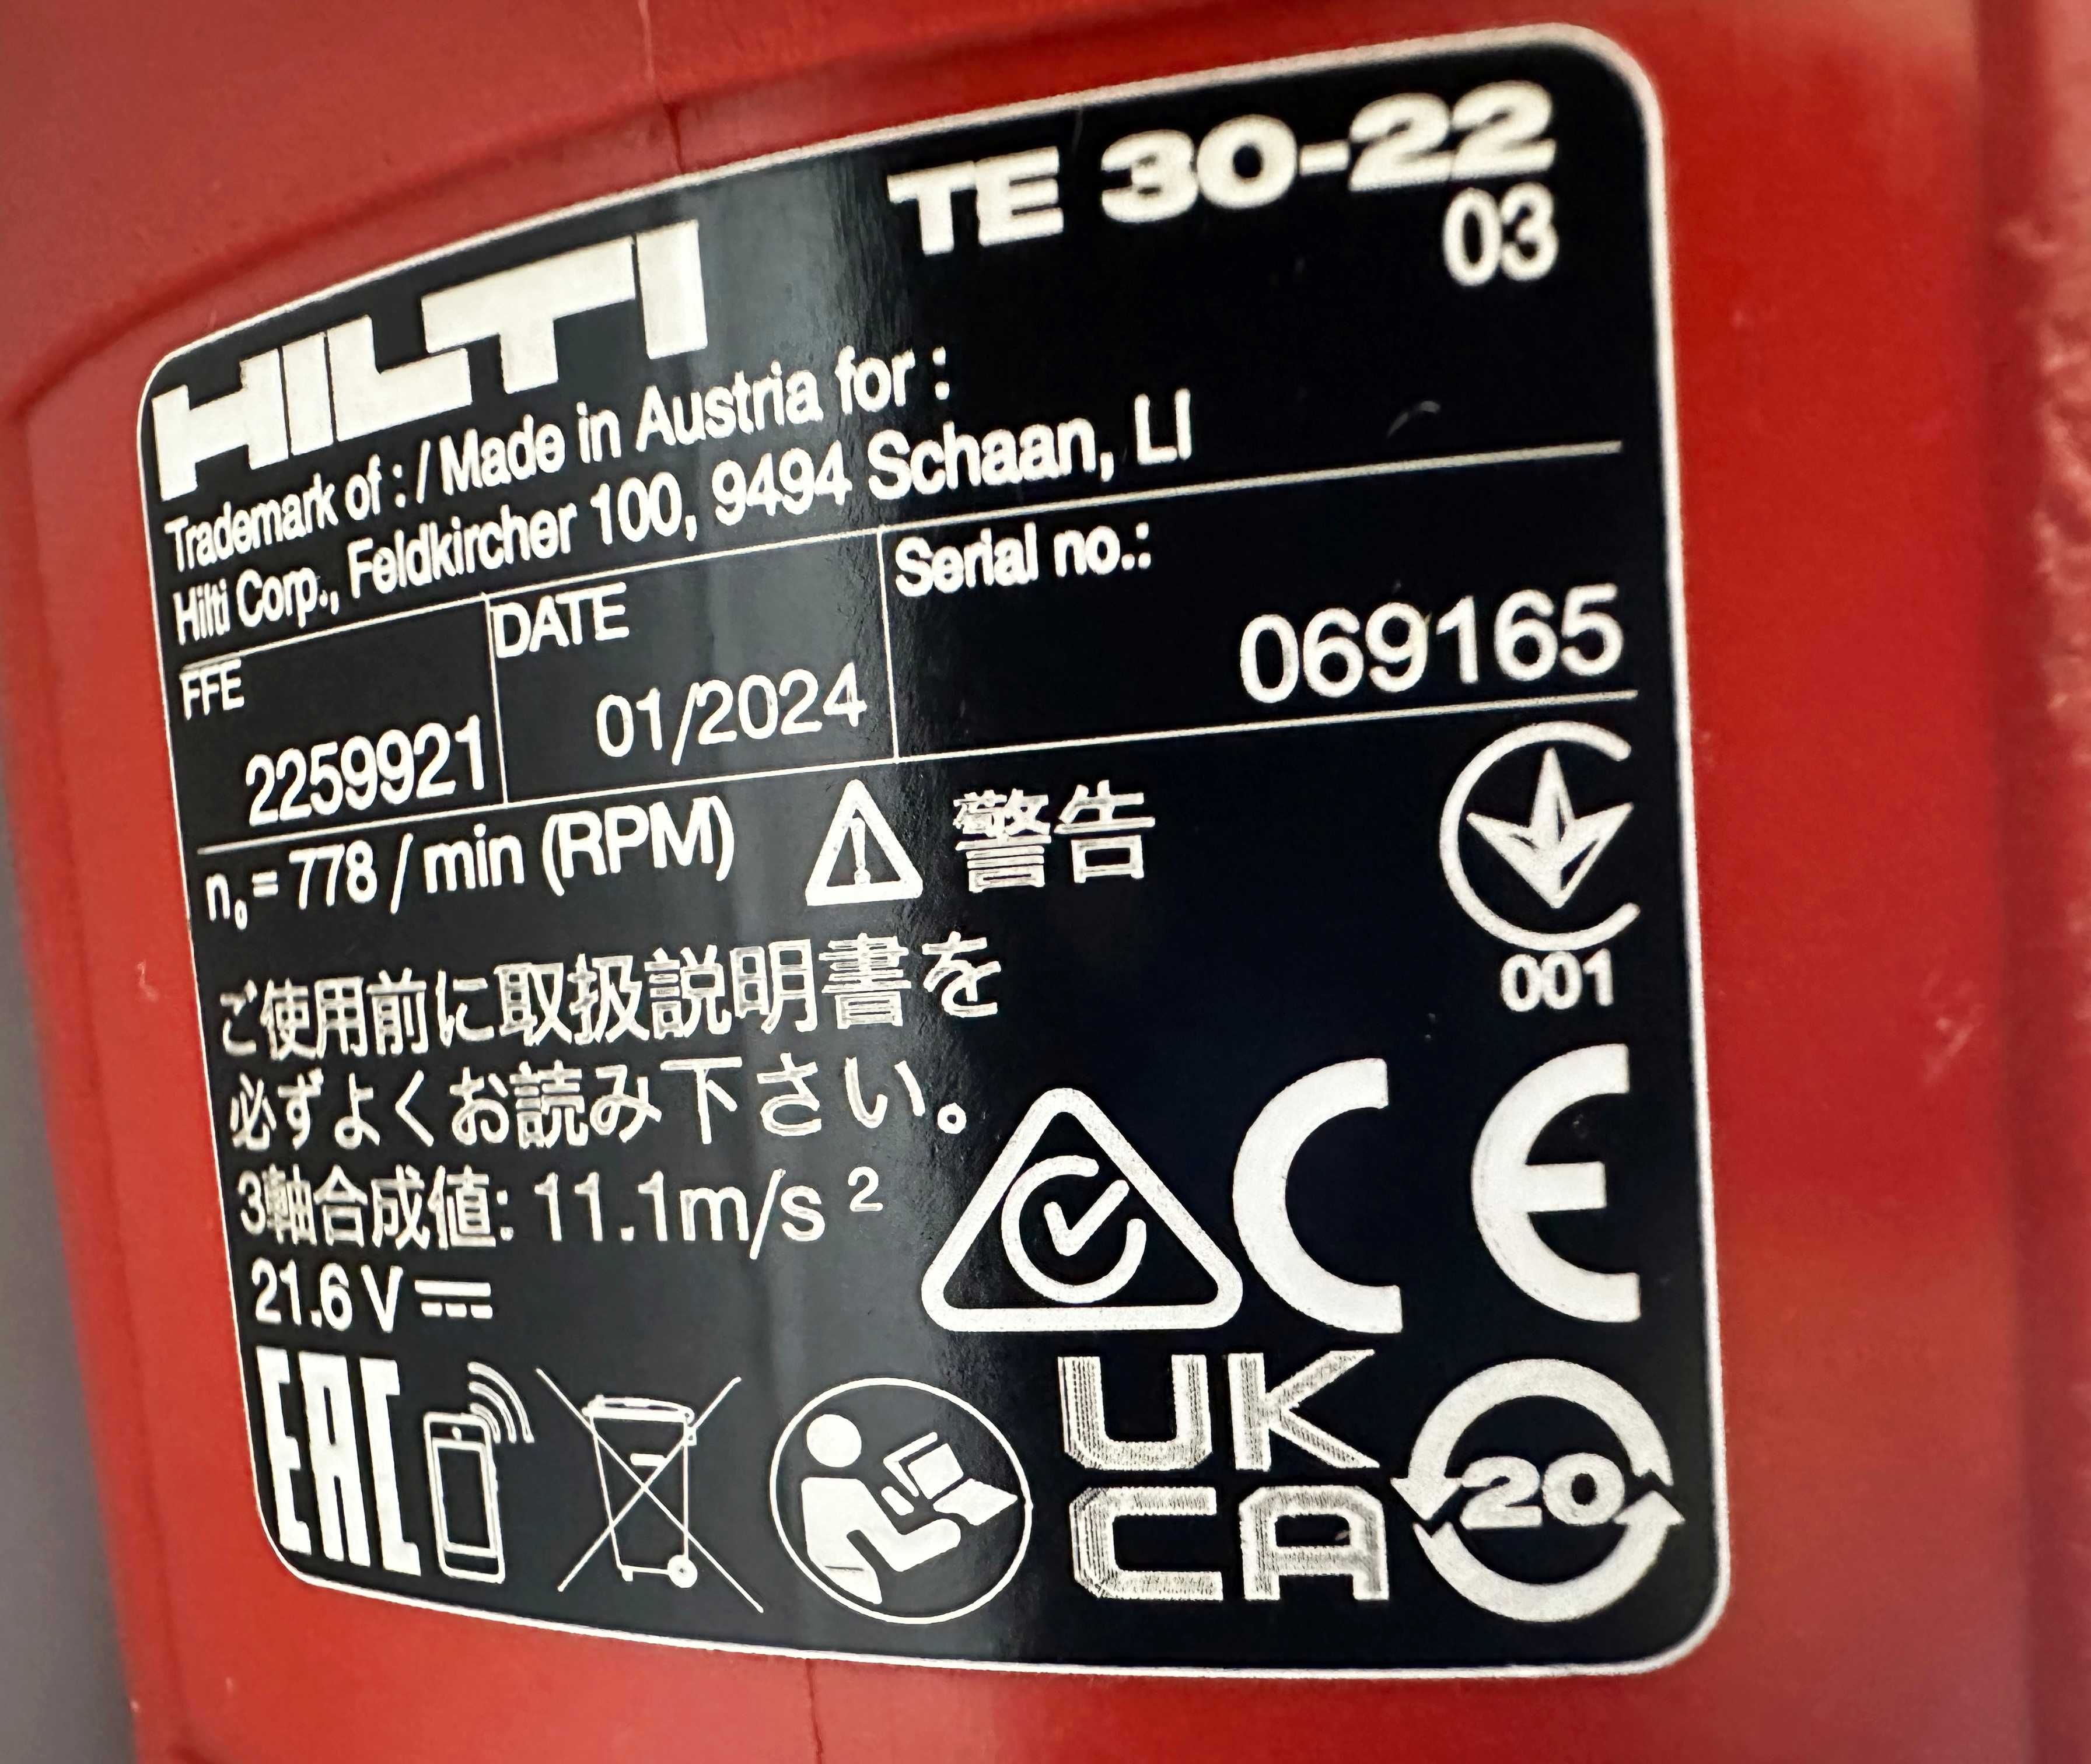 HILTI TE 30-22
03
Trademark of : / Made in Austria for :
Hilti Corp., Feldkircher 100, 9494 Schaan, LI
FFE DATE Serial no.:
2259921 01/2024 069165
n₀ = 778 / min (RPM) 警告
ご使用前に取扱説明書を
001
必ずよくお読み下さい。
3軸合成値: 11.1m/s ²
CE
21.6 V
EAC
UK
CA
20